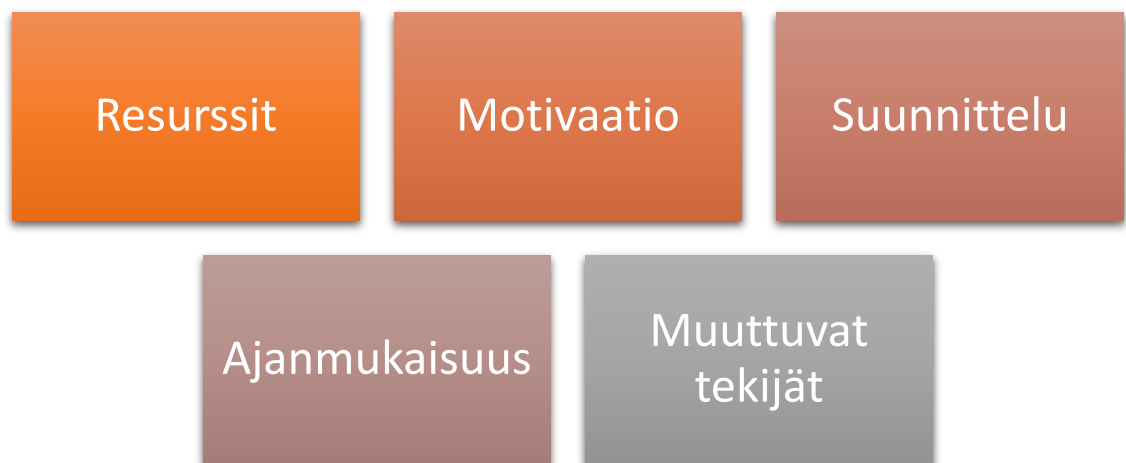 Resurssit
Motivaatio
Suunnittelu
Ajanmukaisuus
Muuttuvat
tekijät